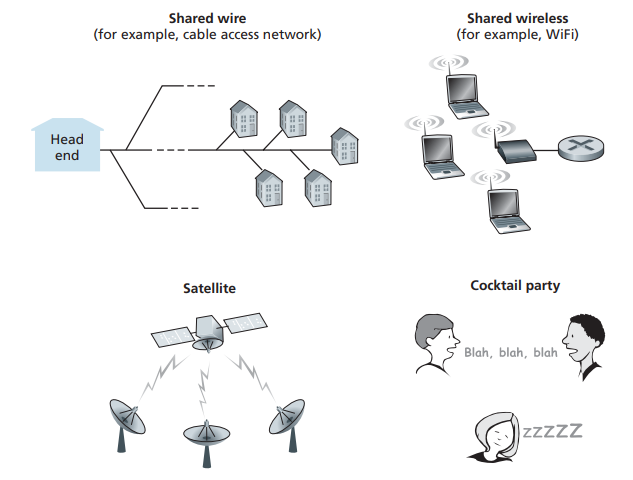 Shared wire
(for example, cable access network)
Shared wireless
(for example, WiFi)
Head
end
Satellite
Cocktail party
Blah, blah, blah
zzzzz